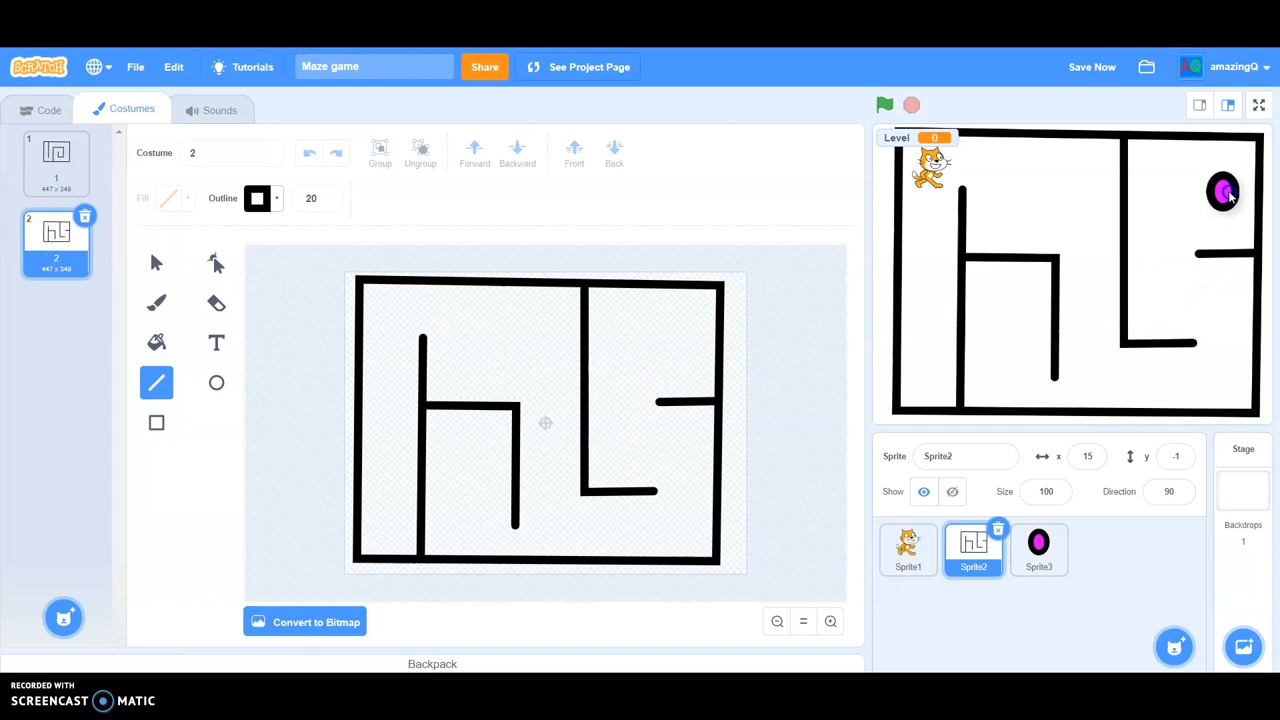 SCRATCH File Edit Tutorials Maze game Share See Project Page Save Now amazingQ
Code Costumes Sounds
Costume 2 Group Ungroup Forward Backward Front Back
Fill Outline 20
1
1
447 x 349
2
2
447 x 349
T
Convert to Bitmap
Backpack
Level 0
Sprite Sprite2 x 15 y -1
Show Size 100 Direction 90
Sprite1 Sprite2 Sprite3
Stage
Backdrops
1
RECORDED WITH
SCREENCAST MATIC